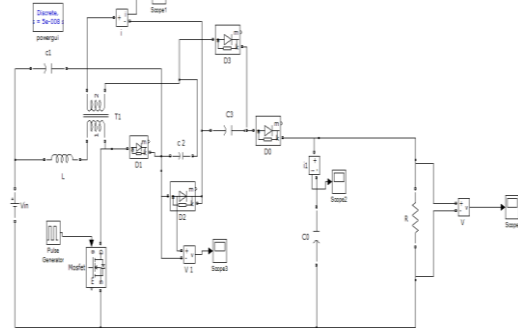 Scope1
Discrete,
s = 5e-008 s
powergui
i
c1
D3
T1
C3
D0
D1
c 2
L
i1
D2
Scope2
Vin
R
V
Scope
Pulse
Generator
Mosfet
V 1
Scope3
C0